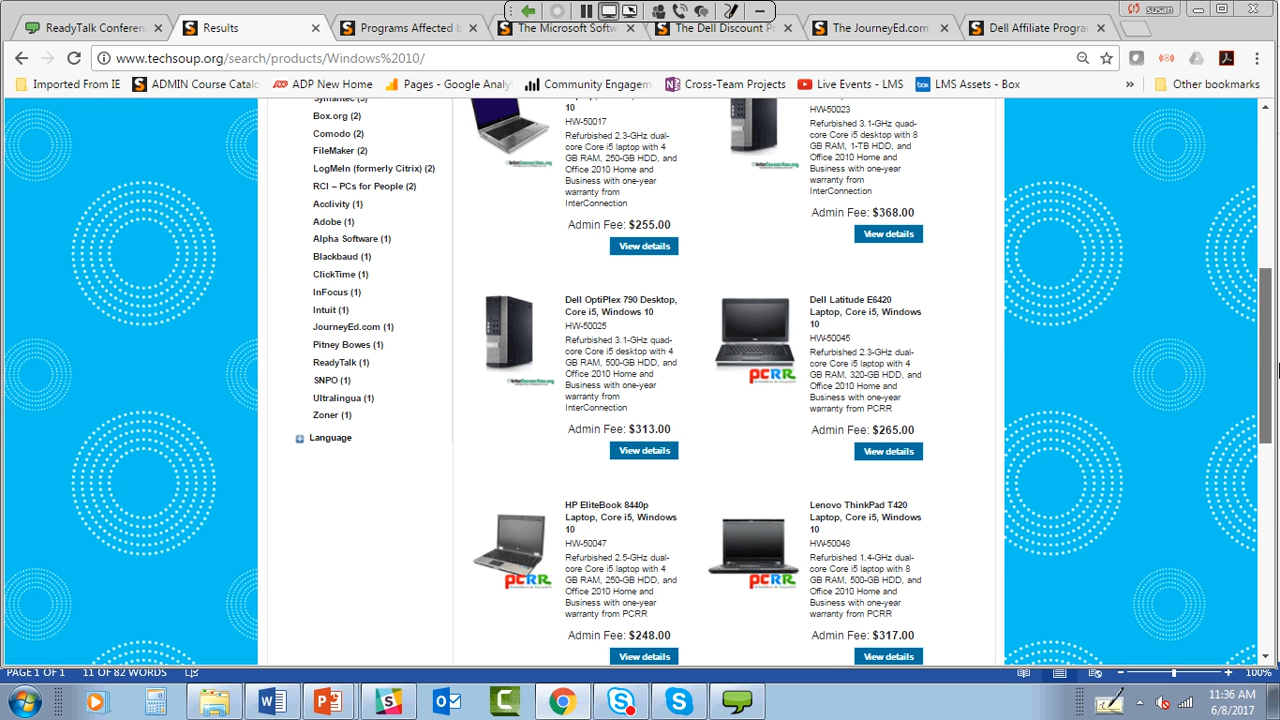 susan
ReadyTalk Conferen
Results
Programs Affected b
The Microsoft Softw
The Dell Discount P
The JourneyEd.com
Dell Affiliate Progra
www.techsoup.org/search/products/Windows%2010/
Imported From IE
ADMIN Course Catalo
ADP New Home
Pages - Google Analy
Community Engagem
Cross-Team Projects
Live Events - LMS
LMS Assets - Box
»
Other bookmarks
Symantec (3)
Box.org (2)
Comodo (2)
FileMaker (2)
LogMeIn (formerly Citrix) (2)
RCI – PCs for People (2)
Acclivity (1)
Adobe (1)
Alpha Software (1)
Blackbaud (1)
ClickTime (1)
InFocus (1)
Intuit (1)
JourneyEd.com (1)
Pitney Bowes (1)
ReadyTalk (1)
SNPO (1)
Ultralingua (1)
Zoner (1)
Language
10
HW-50017
Refurbished 2.3-GHz dual-
core Core i5 laptop with 4
GB RAM, 250-GB HDD, and
Office 2010 Home and
Business with one-year
warranty from
InterConnection
Admin Fee: $255.00
View details
InterConnection.org
HW-50023
Refurbished 3.1-GHz quad-
core Core i5 desktop with 8
GB RAM, 1-TB HDD, and
Office 2010 Home and
Business with one-year
warranty from
InterConnection
Admin Fee: $368.00
View details
InterConnection.org
Dell OptiPlex 790 Desktop,
Core i5, Windows 10
HW-50025
Refurbished 3.1-GHz quad-
core Core i5 desktop with 4
GB RAM, 500-GB HDD, and
Office 2010 Home and
Business with one-year
warranty from
InterConnection
Admin Fee: $313.00
View details
InterConnection.org
Dell Latitude E6420
Laptop, Core i5, Windows
10
HW-50045
Refurbished 2.3-GHz dual-
core Core i5 laptop with 4
GB RAM, 320-GB HDD, and
Office 2010 Home and
Business with one-year
warranty from PCRR
Admin Fee: $265.00
View details
PCRR
HP EliteBook 8440p
Laptop, Core i5, Windows
10
HW-50047
Refurbished 2.5-GHz dual-
core Core i5 laptop with 4
GB RAM, 250-GB HDD, and
Office 2010 Home and
Business with one-year
warranty from PCRR
Admin Fee: $248.00
View details
PCRR
Lenovo ThinkPad T420
Laptop, Core i5, Windows
10
HW-50048
Refurbished 1.4-GHz dual-
core Core i5 laptop with 8
GB RAM, 500-GB HDD, and
Office 2010 Home and
Business with one-year
warranty from PCRR
Admin Fee: $317.00
View details
PCRR
PAGE 1 OF 1
11 OF 82 WORDS
100%
11:36 AM
6/8/2017